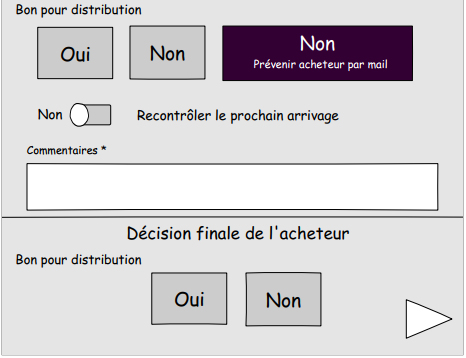 Bon pour distribution
Oui
Non
Non
Prévenir acheteur par mail
Non
Recontrôler le prochain arrivage
Commentaires *
Décision finale de l'acheteur
Bon pour distribution
Oui
Non